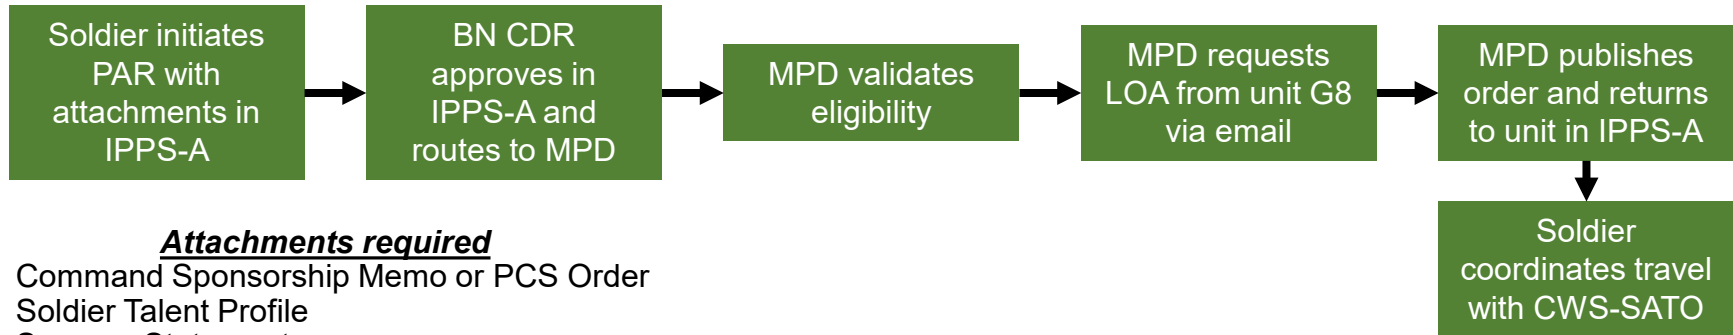 Soldier initiates
PAR with
attachments in
IPPS-A
BN CDR
approves in
IPPS-A and
routes to MPD
MPD validates
eligibility
MPD requests
LOA from unit G8
via email
MPD publishes
order and returns
to unit in IPPS-A
Soldier
coordinates travel
with CWS-SATO
Attachments required
Command Sponsorship Memo or PCS Order
Soldier Talent Profile